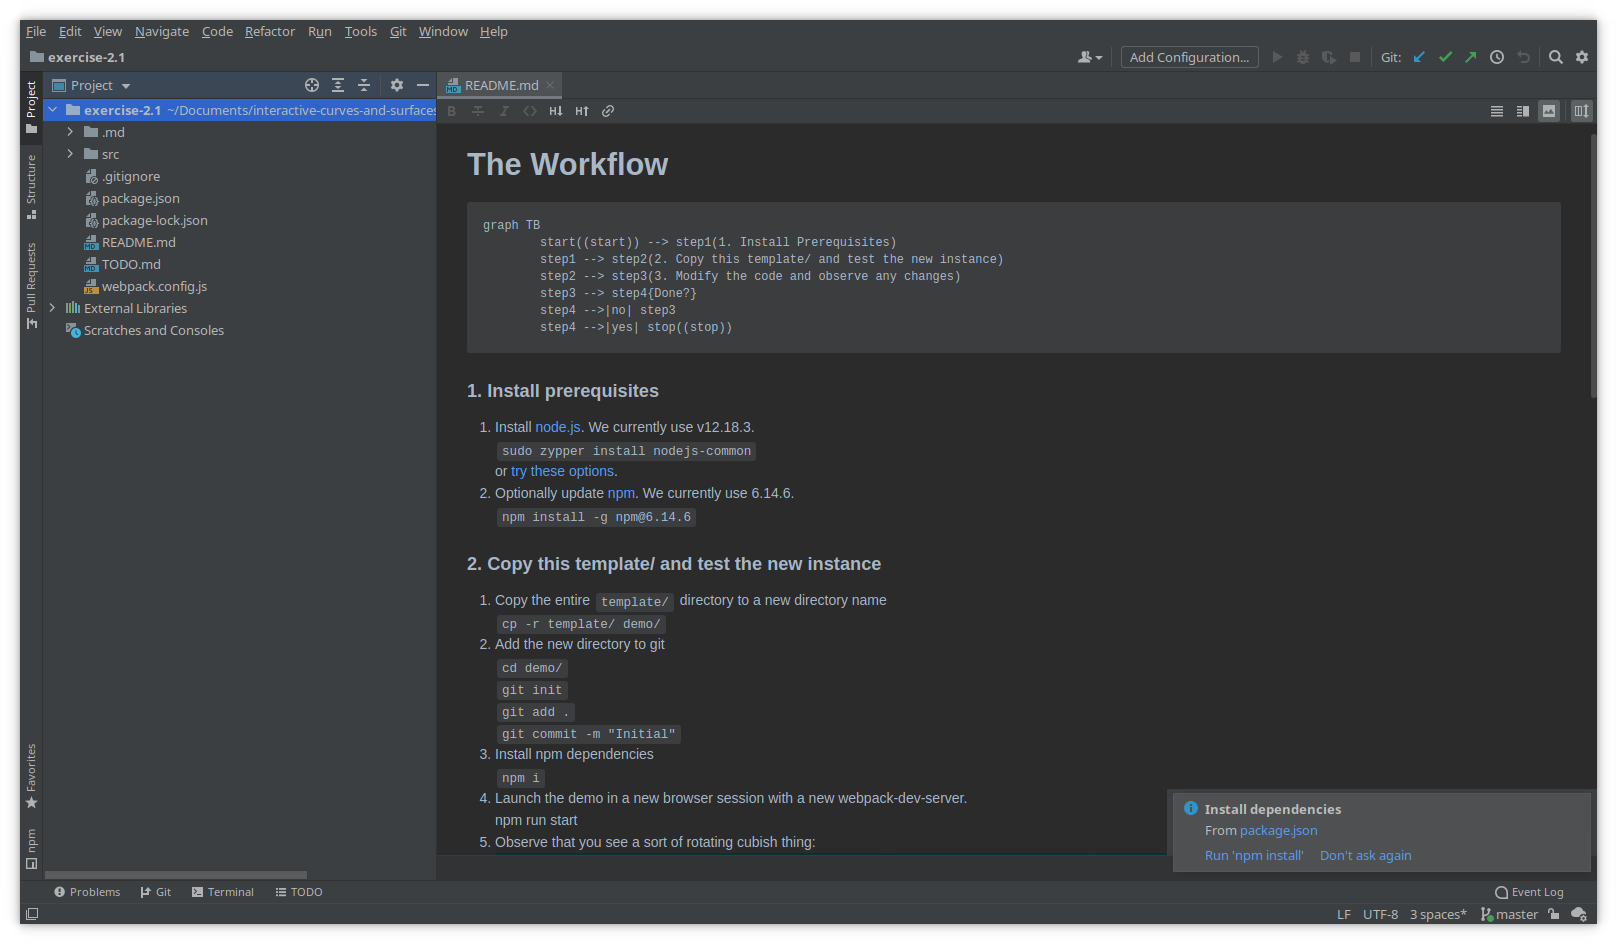 File Edit View Navigate Code Refactor Run Tools Git Window Help
exercise-2.1
Add Configuration...
Git:
Project
README.md
Project
Structure
Pull Requests
Favorites
npm
exercise-2.1 ~/Documents/interactive-curves-and-surfaces
.md
src
.gitignore
package.json
package-lock.json
README.md
TODO.md
webpack.config.js
External Libraries
Scratches and Consoles
The Workflow
graph TB
start((start)) --> step1(1. Install Prerequisites)
step1 --> step2(2. Copy this template/ and test the new instance)
step2 --> step3(3. Modify the code and observe any changes)
step3 --> step4{Done?}
step4 -->|no| step3
step4 -->|yes| stop((stop))
1. Install prerequisites
1. Install node.js. We currently use v12.18.3.
sudo zypper install nodejs-common
or try these options.
2. Optionally update npm. We currently use 6.14.6.
npm install -g npm@6.14.6
2. Copy this template/ and test the new instance
1. Copy the entire template/ directory to a new directory name
cp -r template/ demo/
2. Add the new directory to git
cd demo/
git init
git add .
git commit -m "Initial"
3. Install npm dependencies
npm i
4. Launch the demo in a new browser session with a new webpack-dev-server.
npm run start
5. Observe that you see a sort of rotating cubish thing:
Install dependencies
From package.json
Run 'npm install' Don't ask again
Problems Git Terminal TODO
Event Log
LF UTF-8 3 spaces* master